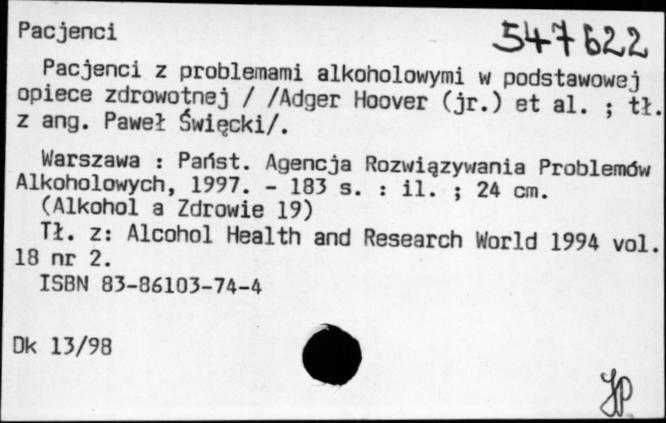 Pacjenci
547622
Pacjenci z problemami alkoholowymi w podstawowej
opiece zdrowotnej / /Adger Hoover (jr.) et al. ; tł.
z ang. Paweł Święcki/.
Warszawa : Państ. Agencja Rozwiązywania Problemów
Alkoholowych, 1997. - 183 s. : il. ; 24 cm.
(Alkohol a Zdrowie 19)
Tł. z: Alcohol Health and Research World 1994 vol.
18 nr 2.
ISBN 83-86103-74-4
Dk 13/98